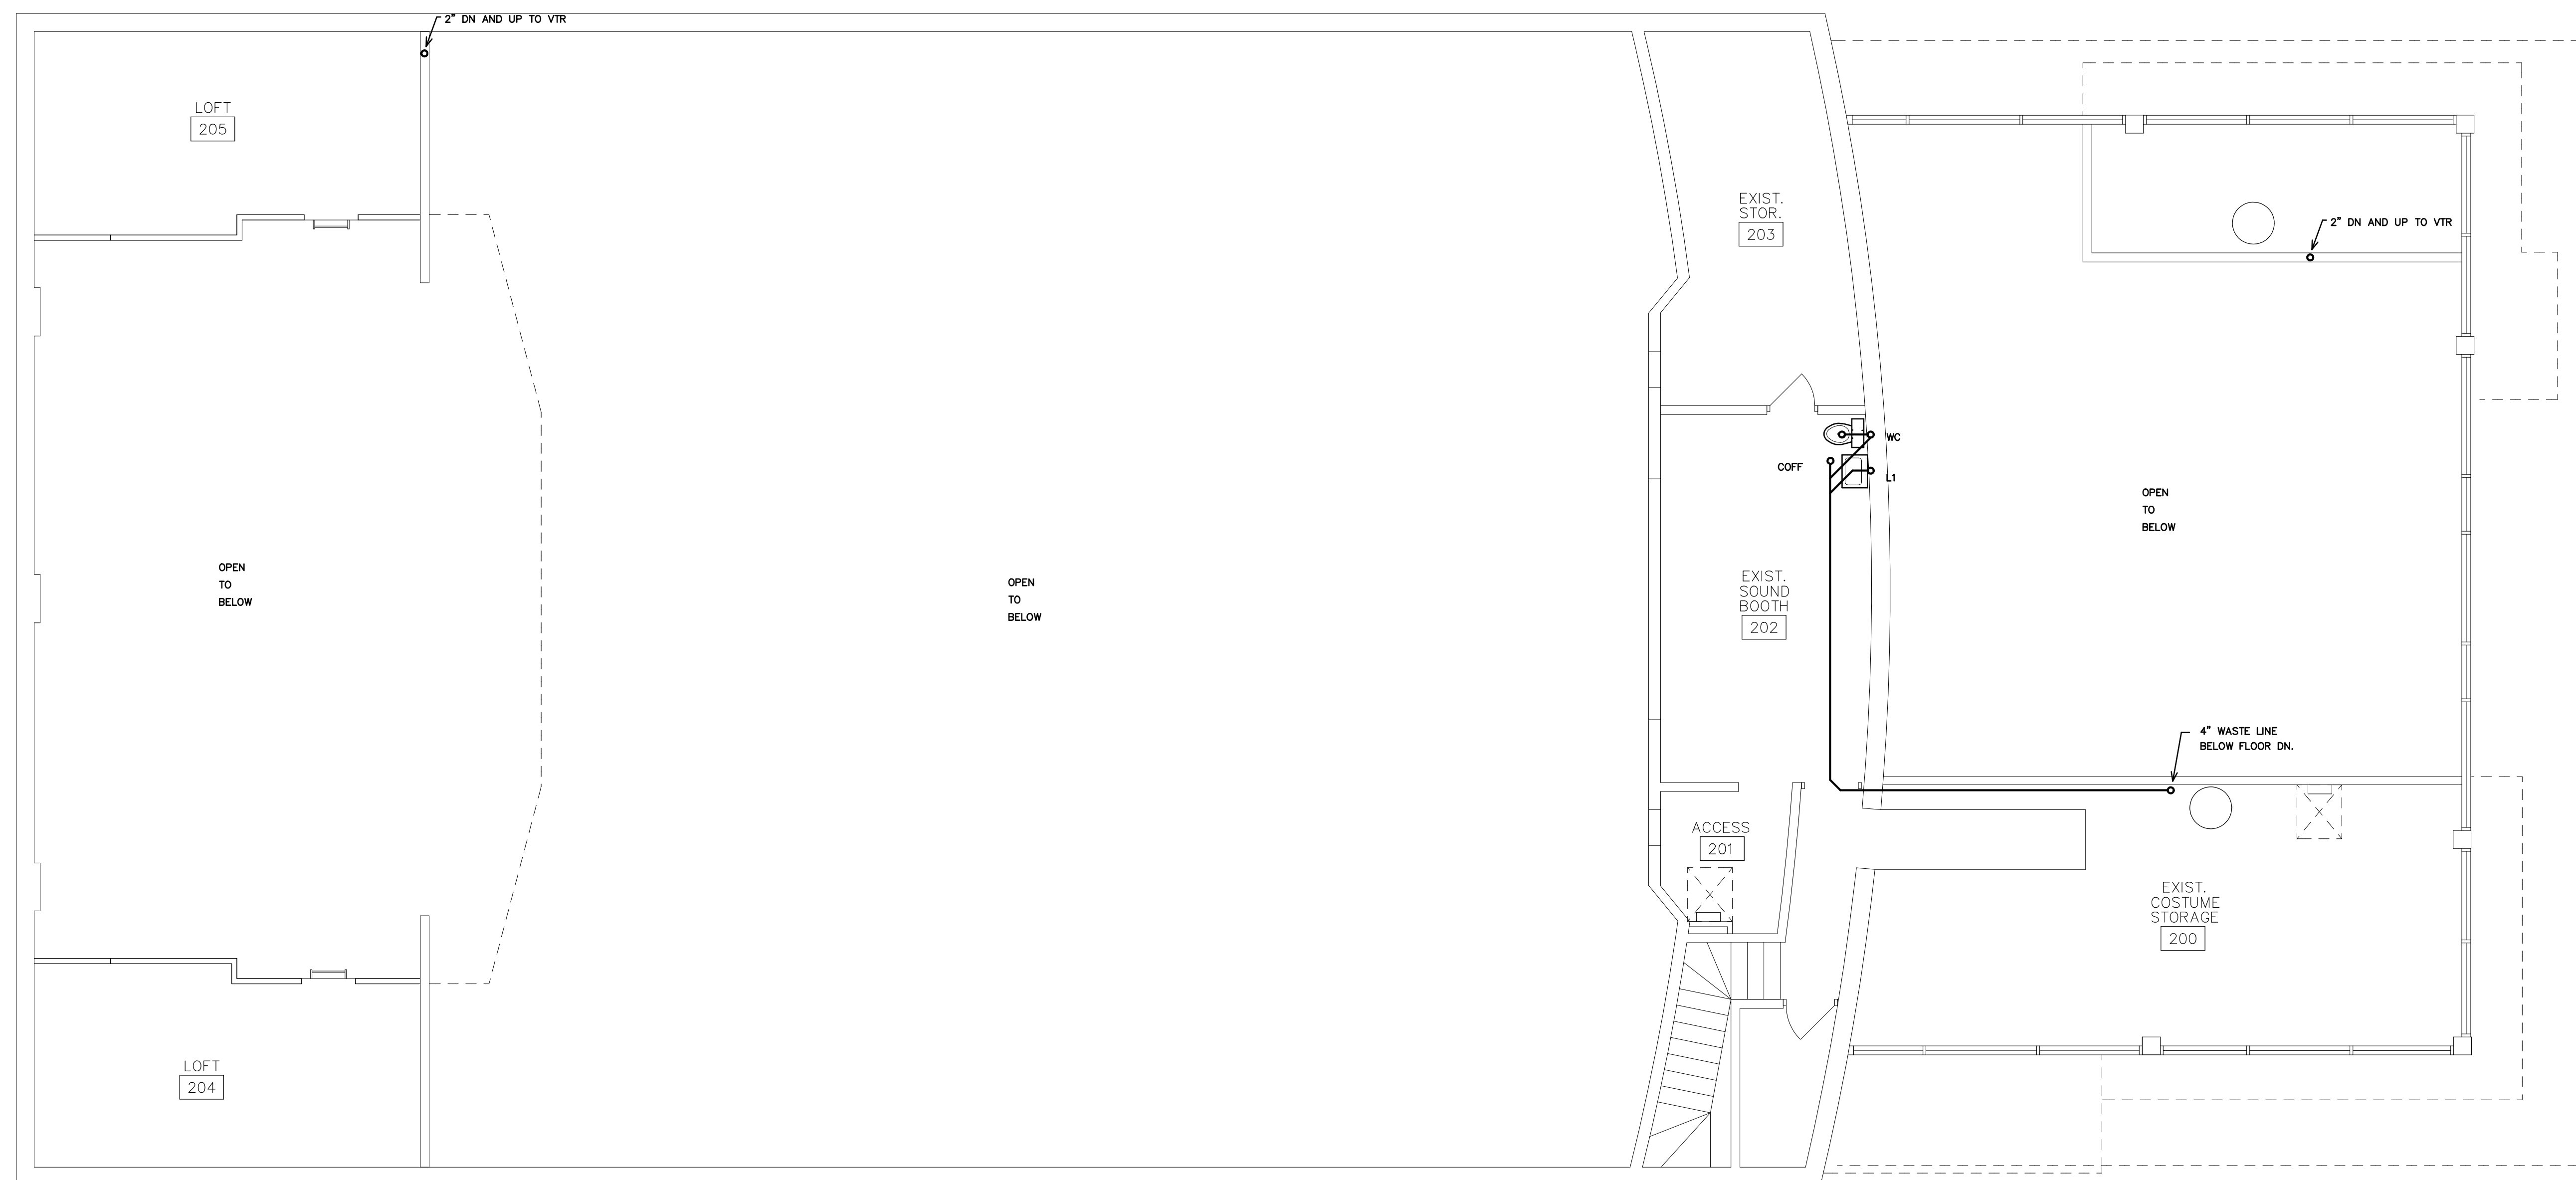 2" DN AND UP TO VTR
LOFT
205
EXIST.
STOR.
203
2" DN AND UP TO VTR
WC
COFF
L1
OPEN
TO
BELOW
OPEN
TO
BELOW
OPEN
TO
BELOW
EXIST.
SOUND
BOOTH
202
4" WASTE LINE
BELOW FLOOR DN.
ACCESS
201
EXIST.
COSTUME
STORAGE
200
LOFT
204